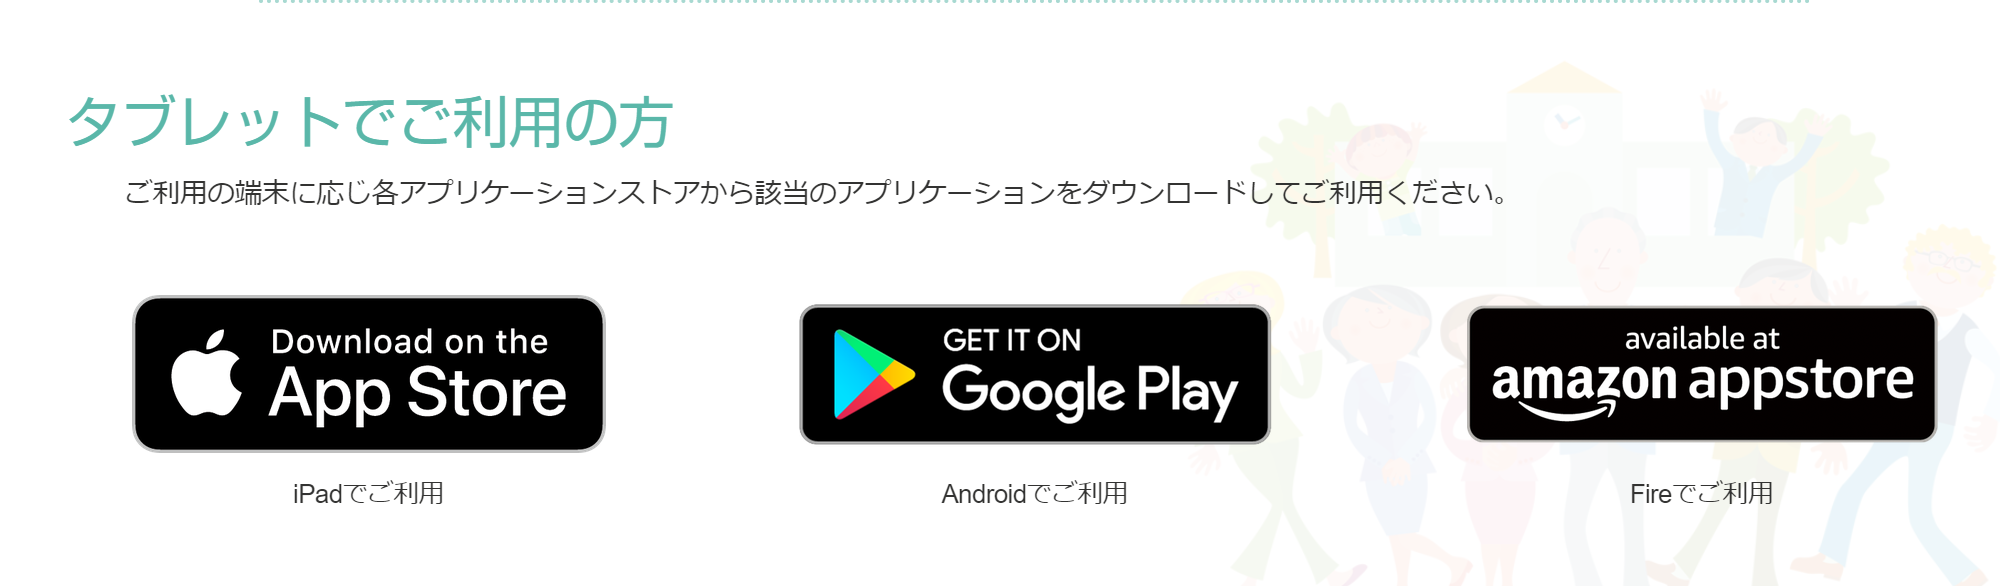 タブレットでご利用の方
ご利用の端末に応じ各アプリケーションストアから該当のアプリケーションをダウンロードしてご利用ください。
Download on the
App Store
iPadでご利用
GET IT ON
Google Play
Androidでご利用
available at
amazon appstore
Fireでご利用